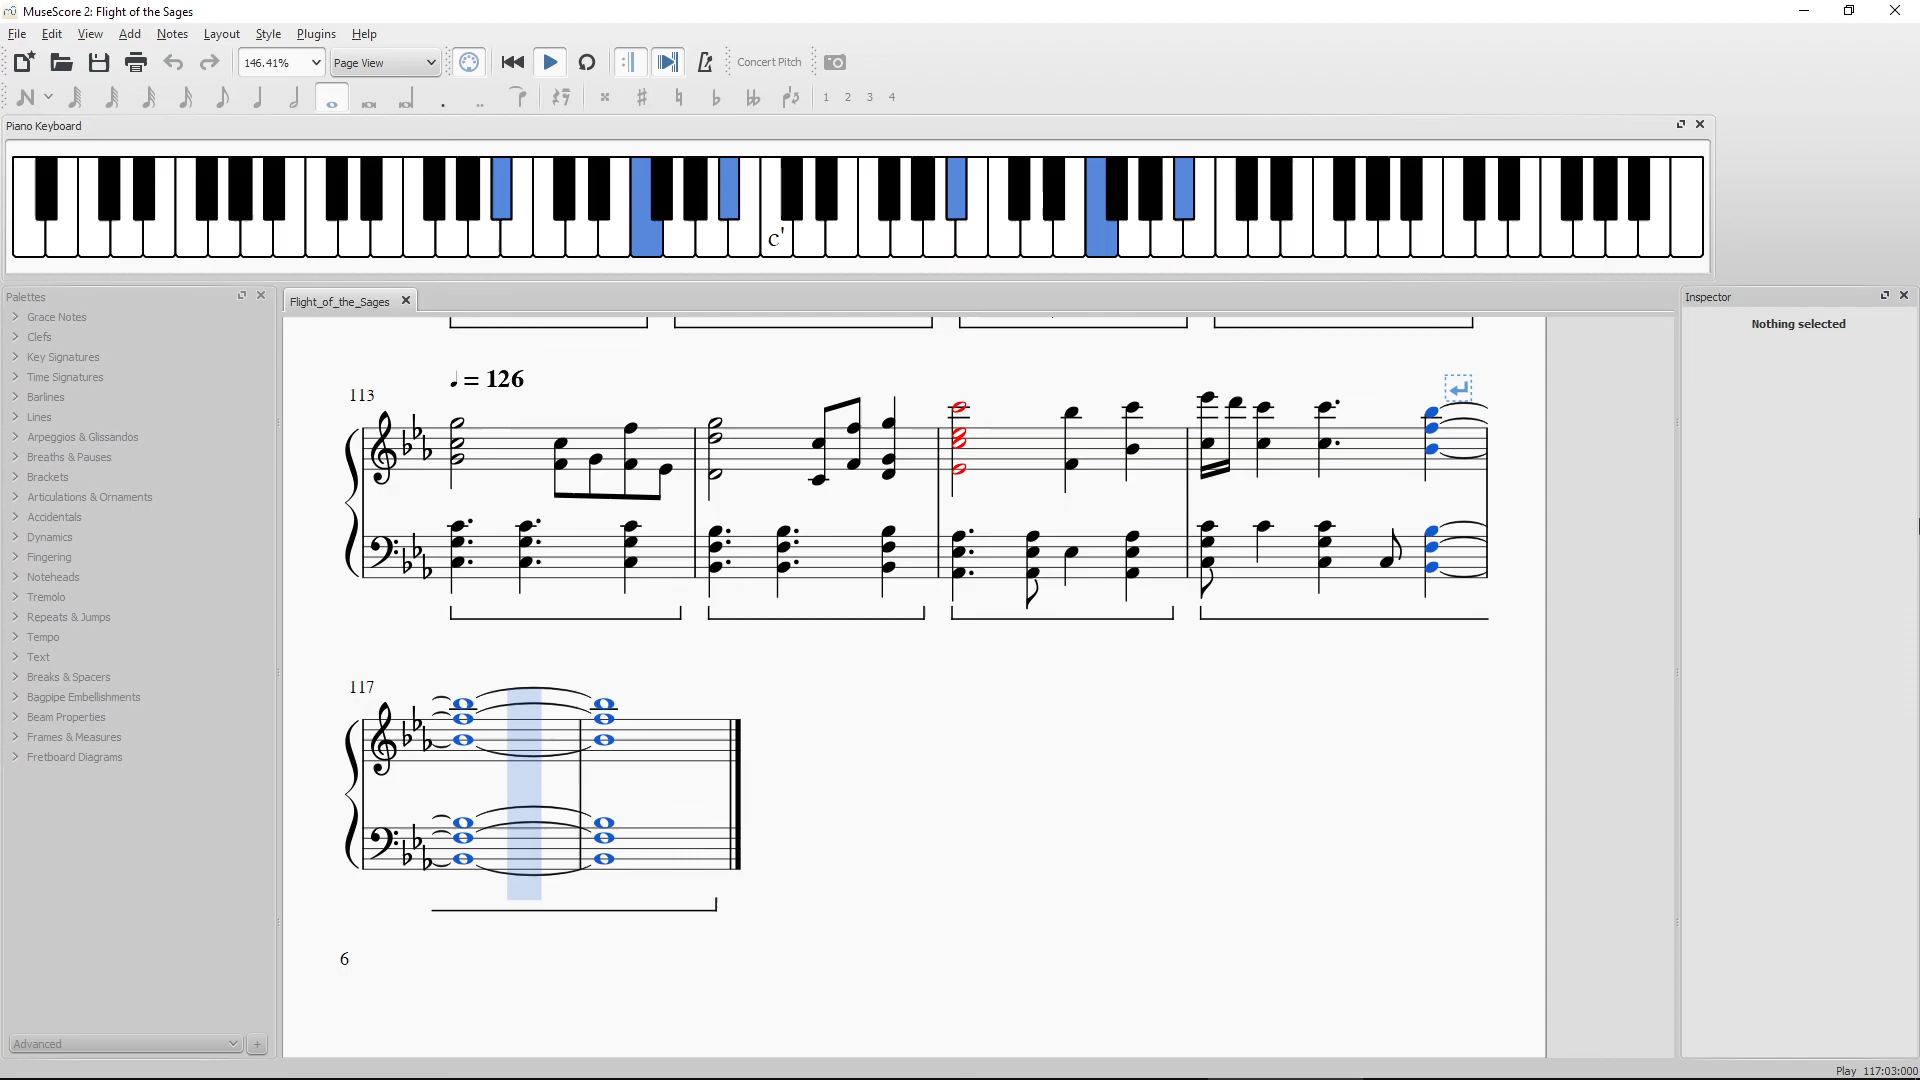 MuseScore 2: Flight of the Sages
File Edit View Add Notes Layout Style Plugins Help
146.41% Page View Concert Pitch
1 2 3 4
Piano Keyboard
c'
Palettes
Grace Notes
Clefs
Key Signatures
Time Signatures
Barlines
Lines
Arpeggios & Glissandos
Breaths & Pauses
Brackets
Articulations & Ornaments
Accidentals
Dynamics
Fingering
Noteheads
Tremolo
Repeats & Jumps
Tempo
Text
Breaks & Spacers
Bagpipe Embellishments
Beam Properties
Frames & Measures
Fretboard Diagrams
Advanced +
Flight_of_the_Sages
♩ = 126
113
117
6
Inspector
Nothing selected
Play 117:03:000